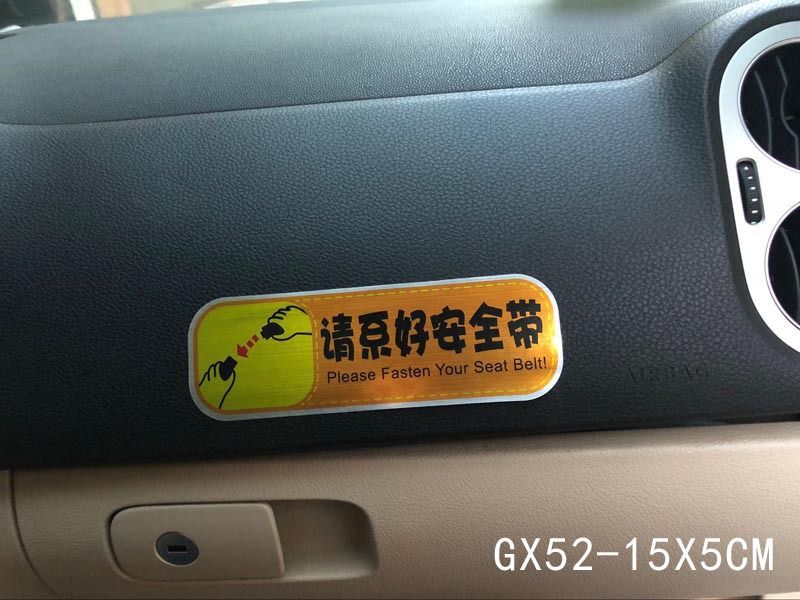 请系好安全带
Please Fasten Your Seat Belt!
AIRBAG
GX52-15X5CM